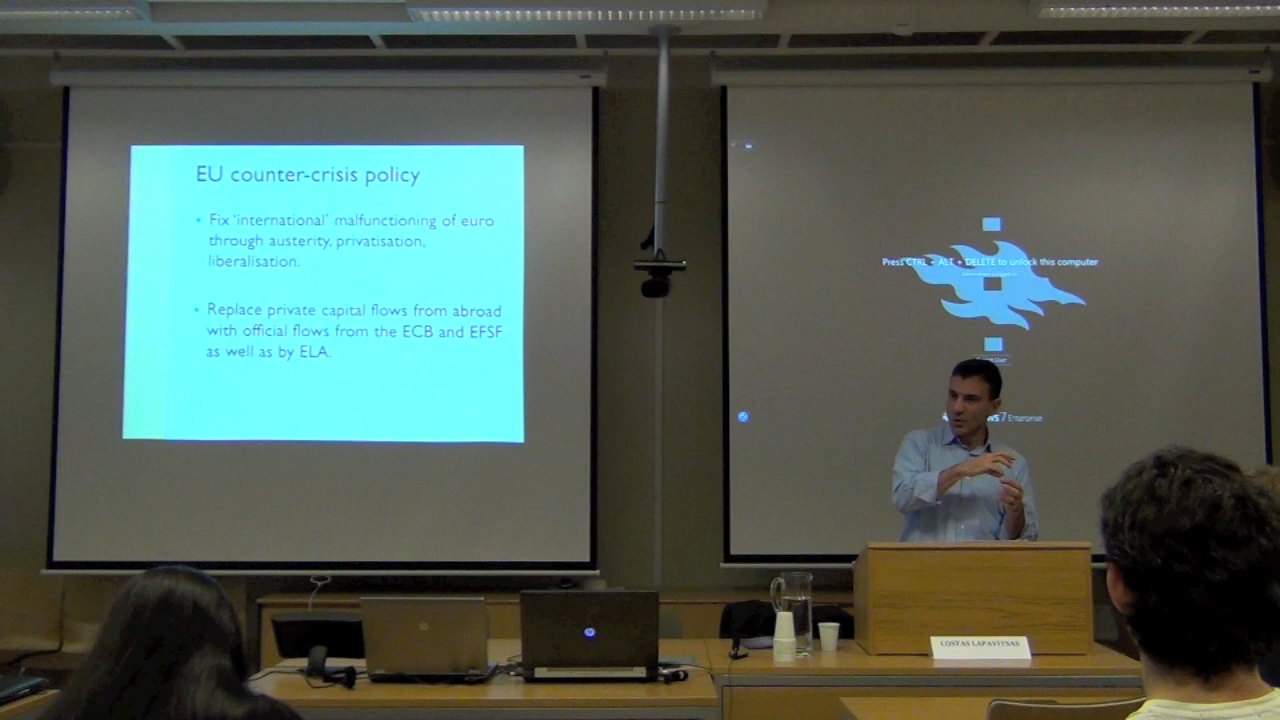 EU counter-crisis policy
Fix 'international' malfunctioning of euro
through austerity, privatisation,
liberalisation.
Replace private capital flows from abroad
with official flows from the ECB and EFSF
as well as by ELA.
Press CTRL + ALT + DELETE to unlock this computer
7 Enterprise
COSTAS LAPAVITSAS
hp